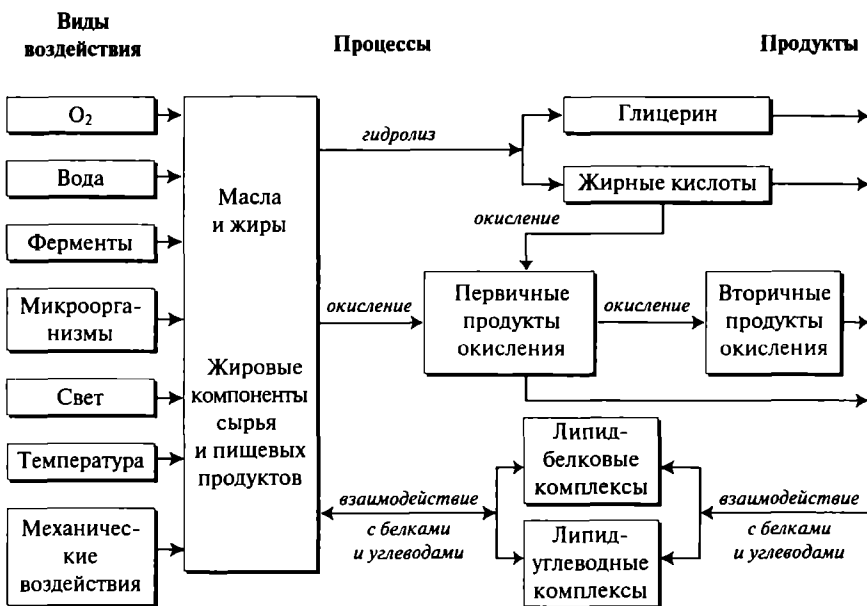 Виды
воздействия
Процессы
Продукты
O₂
Вода
Ферменты
Микроорга-
низмы
Свет
Температура
Механичес-
кие
воздействия
Масла
и жиры
Жировые
компоненты
сырья
и пищевых
продуктов
гидролиз
Глицерин
Жирные кислоты
окисление
окисление
Первичные
продукты
окисления
окисление
Вторичные
продукты
окисления
взаимодействие
с белками
и углеводами
Липид-
белковые
комплексы
Липид-
углеводные
комплексы
взаимодействие
с белками
и углеводами